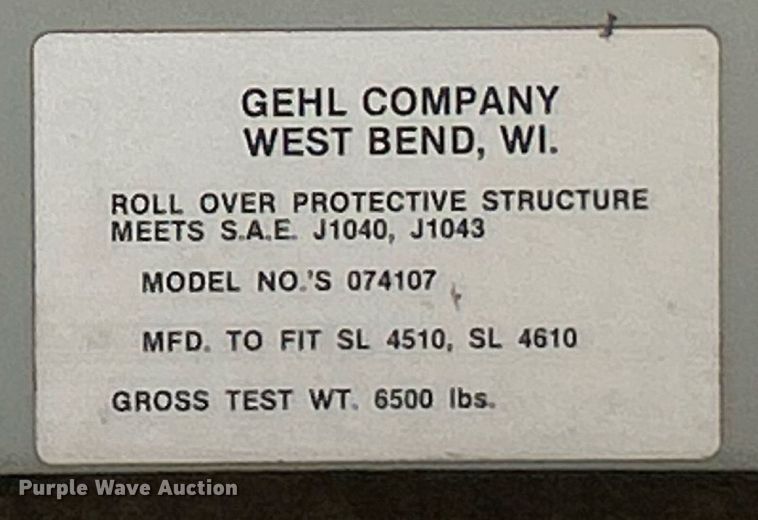 GEHL COMPANY
WEST BEND, WI.
ROLL OVER PROTECTIVE STRUCTURE
MEETS S.A.E. J1040, J1043
MODEL NO.'S 074107
MFD. TO FIT SL 4510, SL 4610
GROSS TEST WT. 6500 lbs.
Purple Wave Auction